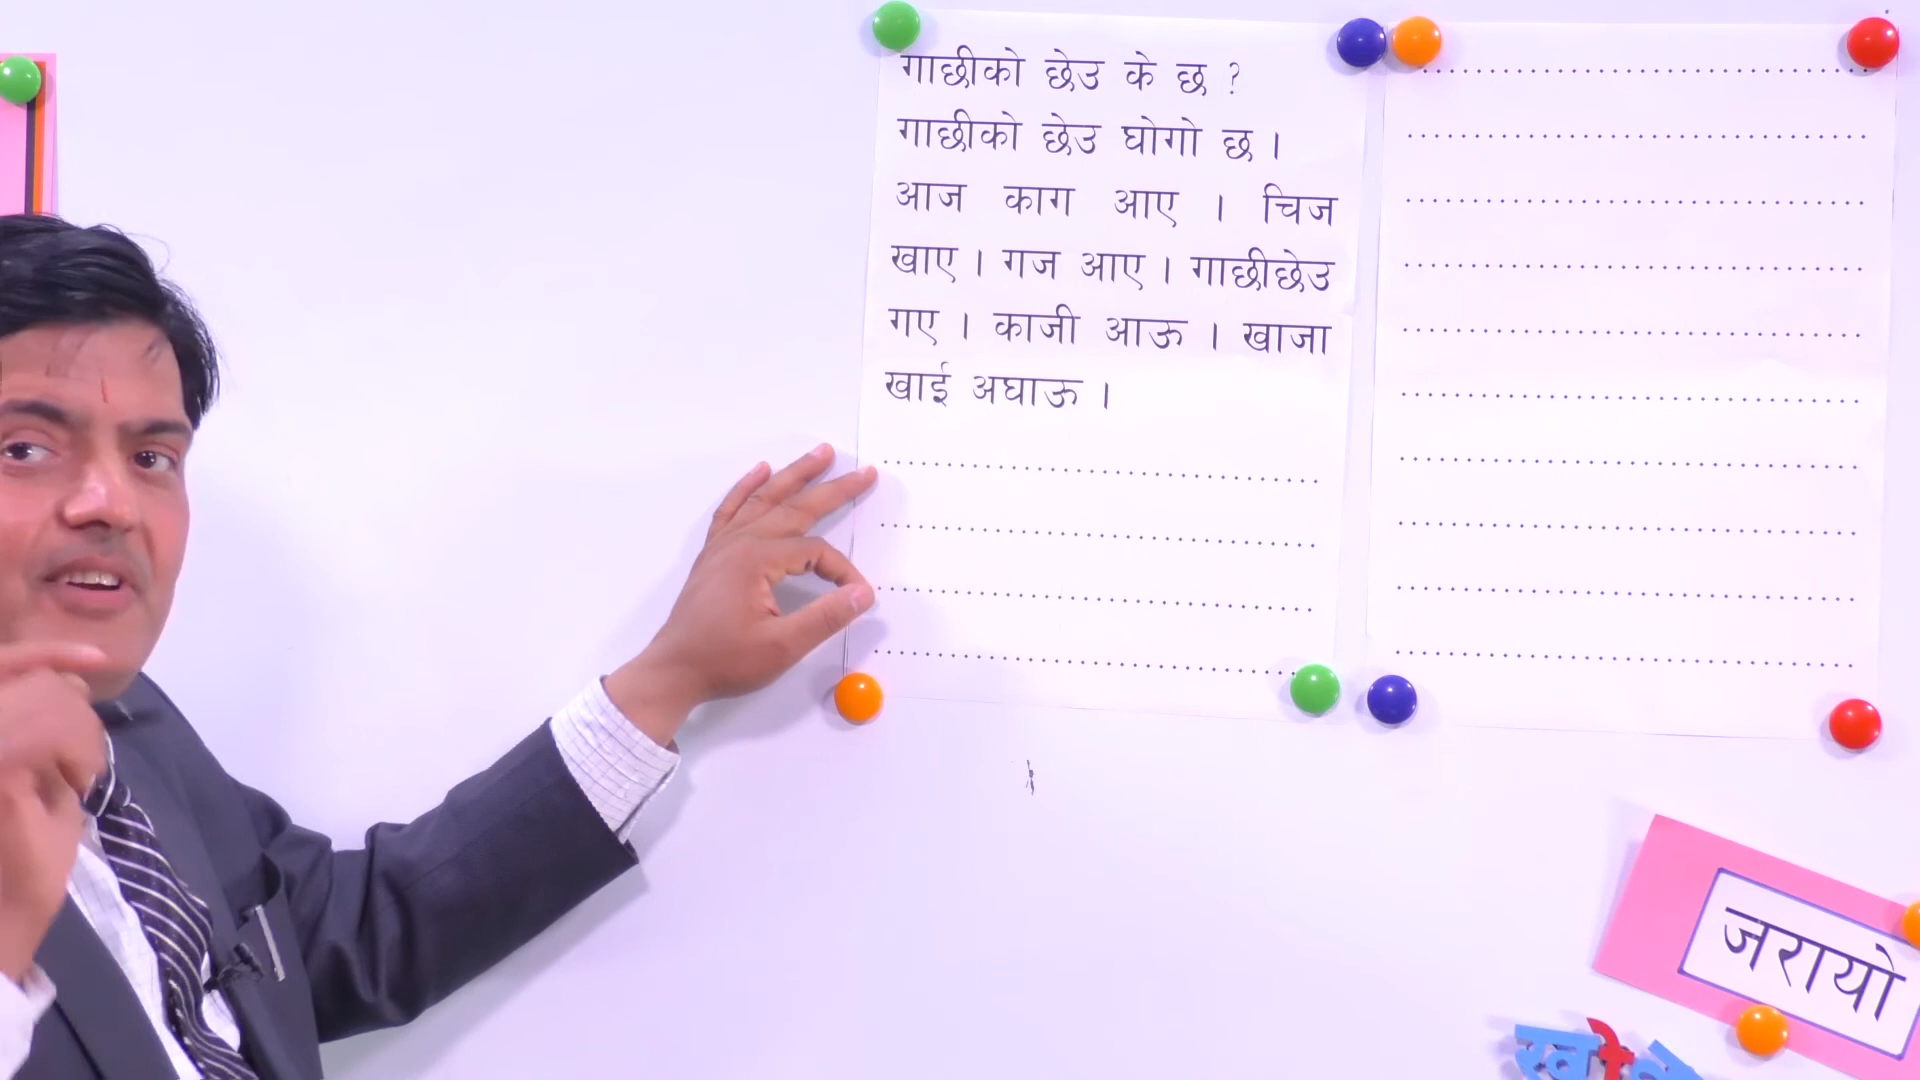 गाछीको छेउ के छ ?
गाछीको छेउ घोगो छ ।
आज काग आए । चिज
खाए । गज आए । गाछीछेउ
गए । काजी आऊ । खाजा
खाई अघाऊ ।
जरायो